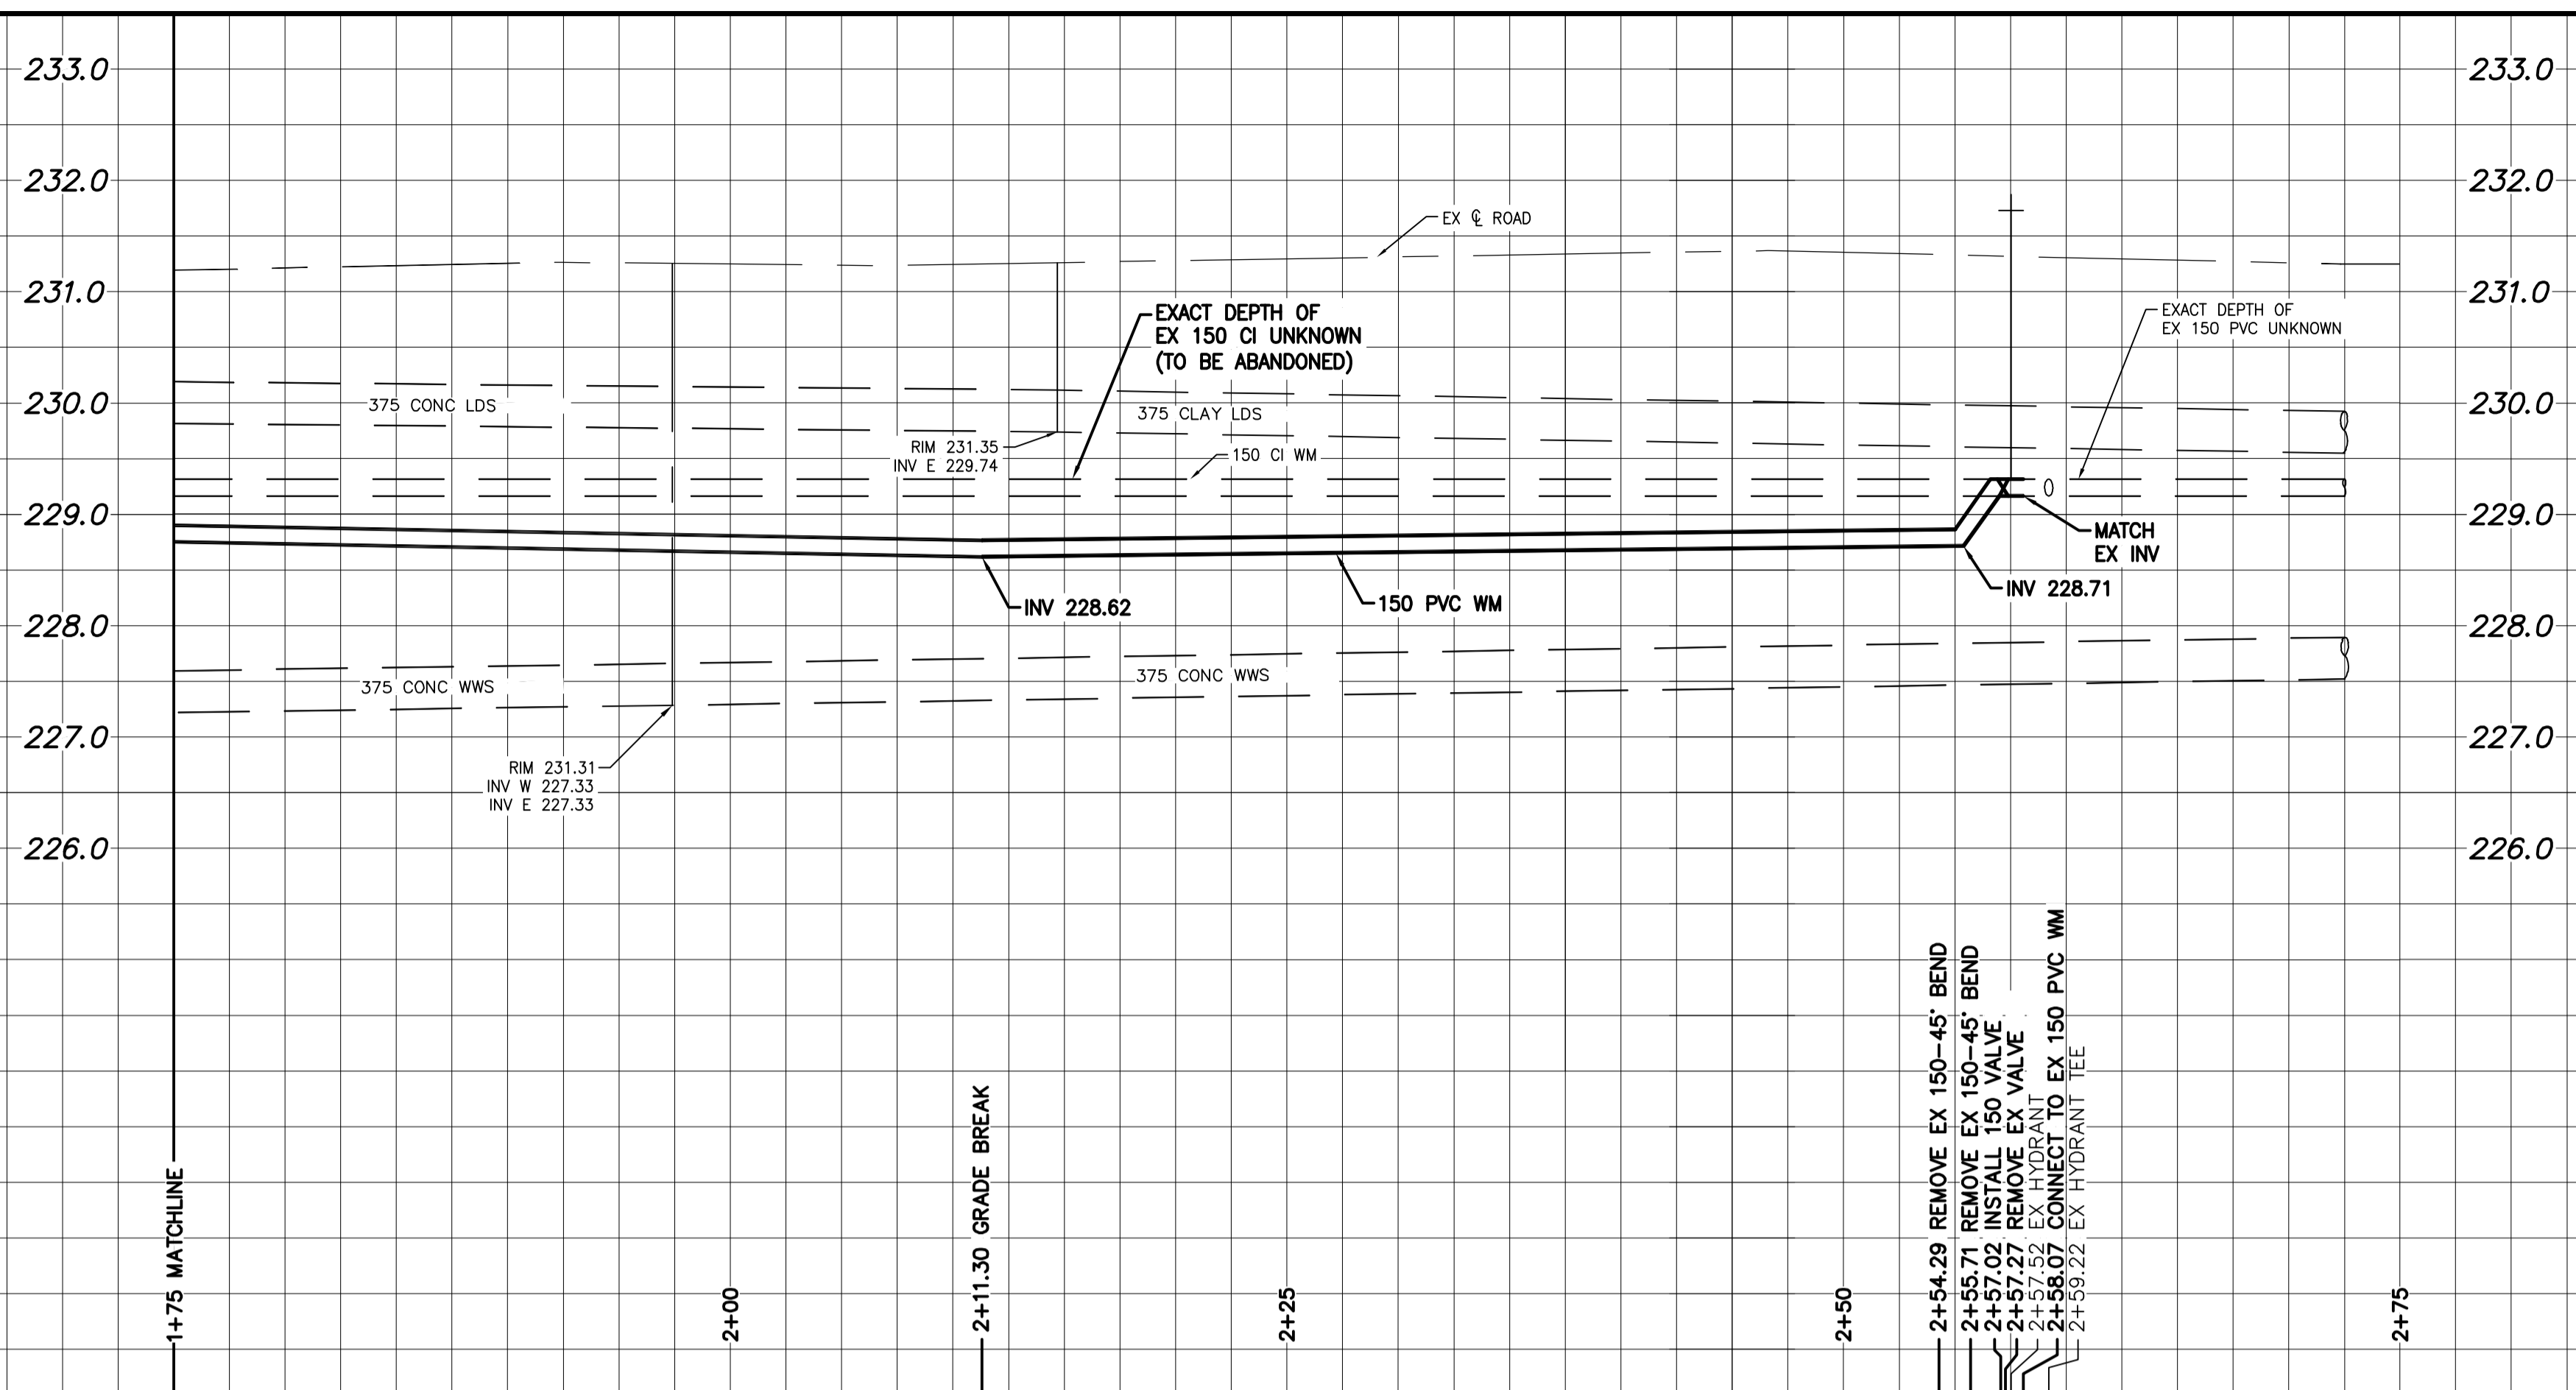 233.0
233.0
232.0
232.0
EX ℄ ROAD
231.0
231.0
EXACT DEPTH OF
EX 150 CI UNKNOWN
(TO BE ABANDONED)
EXACT DEPTH OF
EX 150 PVC UNKNOWN
230.0
230.0
375 CONC LDS
375 CLAY LDS
RIM 231.35
INV E 229.74
150 CI WM
229.0
229.0
MATCH
EX INV
INV 228.62
150 PVC WM
INV 228.71
228.0
228.0
375 CONC WWS
375 CONC WWS
227.0
227.0
RIM 231.31
INV W 227.33
INV E 227.33
226.0
226.0
1+75 MATCHLINE
2+00
2+11.30 GRADE BREAK
2+25
2+50
2+54.29 REMOVE EX 150-45° BEND
2+55.71 REMOVE EX 150-45° BEND
2+57.02 INSTALL 150 VALVE
2+57.27 REMOVE EX VALVE
2+57.52 EX HYDRANT
2+58.07 CONNECT TO EX 150 PVC WM
2+59.22 EX HYDRANT TEE
2+75